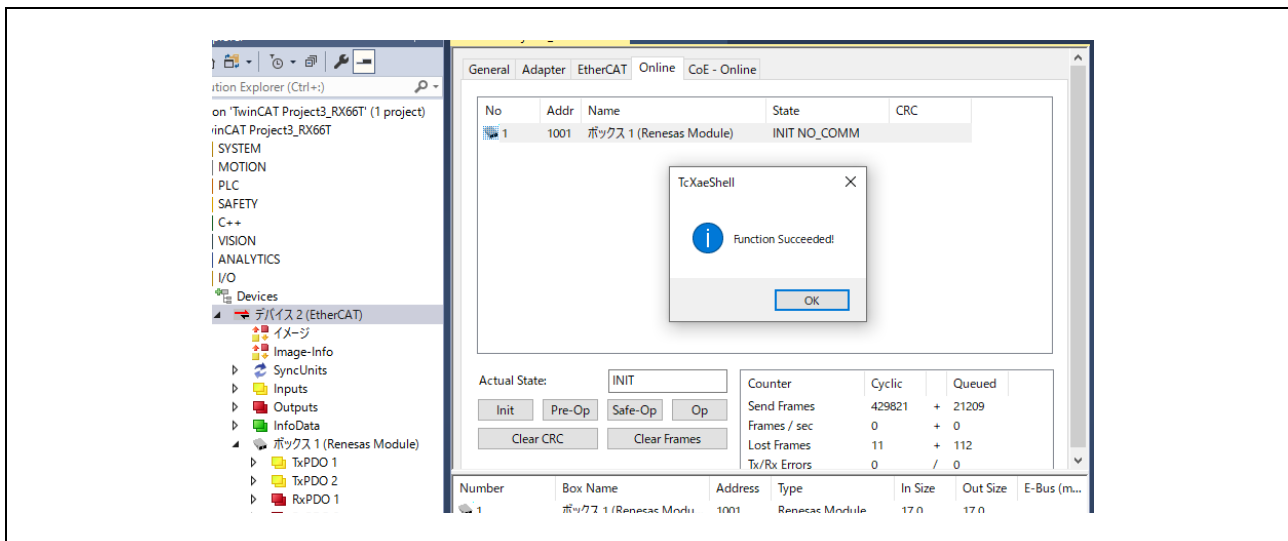 ution Explorer (Ctrl+:)
on 'TwinCAT Project3_RX66T' (1 project)
inCAT Project3_RX66T
SYSTEM
MOTION
PLC
SAFETY
C++
VISION
ANALYTICS
I/O
Devices
デバイス 2 (EtherCAT)
イメージ
Image-Info
SyncUnits
Inputs
Outputs
InfoData
ボックス 1 (Renesas Module)
TxPDO 1
TxPDO 2
RxPDO 1
General Adapter EtherCAT Online CoE - Online
No Addr Name State CRC
1 1001 ボックス 1 (Renesas Module) INIT NO_COMM
TcXaeShell
Function Succeeded!
OK
Actual State: INIT
Init Pre-Op Safe-Op Op
Clear CRC Clear Frames
Counter Cyclic Queued
Send Frames 429821 + 21209
Frames / sec 0 + 0
Lost Frames 11 + 112
Tx/Rx Errors 0 / 0
Number Box Name Address Type In Size Out Size E-Bus (m...
1 ボックス 1 (Renesas Modu... 1001 Renesas Module 17.0 17.0